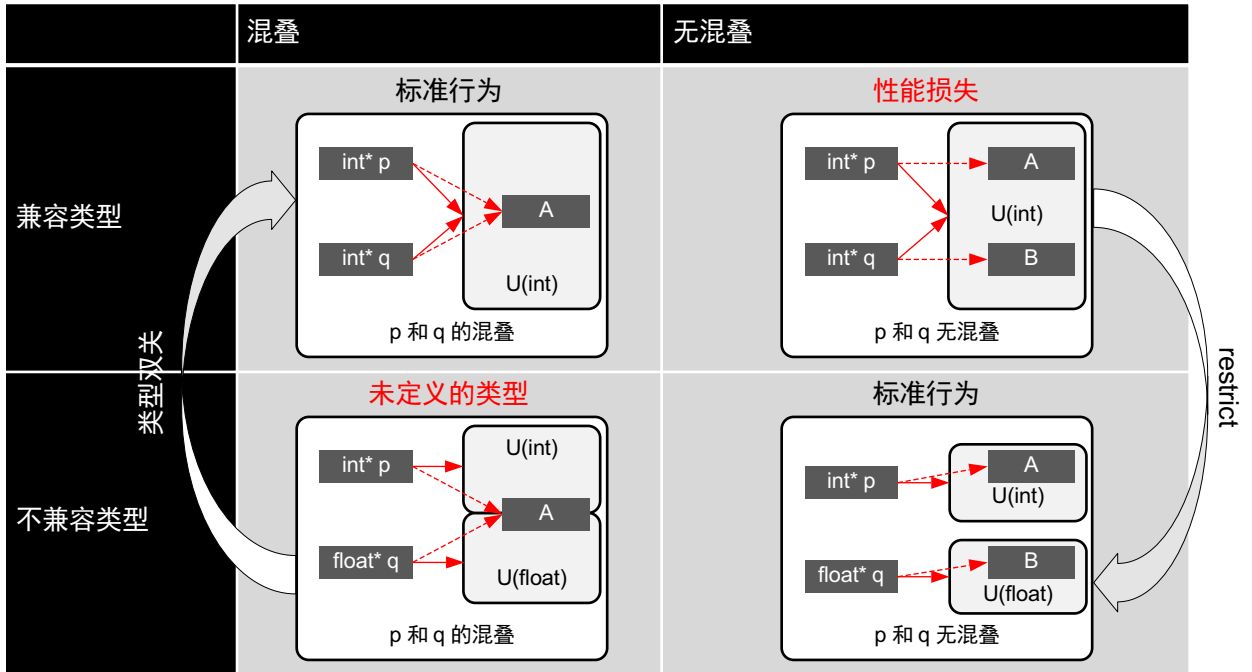 混叠
无混叠
兼容类型
标准行为
int* p
int* q
A
U(int)
p 和 q 的混叠
性能损失
int* p
int* q
A
U(int)
B
p 和 q 无混叠
类型双关
restrict
不兼容类型
未定义的类型
int* p
float* q
U(int)
A
U(float)
p 和 q 的混叠
标准行为
int* p
A
U(int)
float* q
B
U(float)
p 和 q 无混叠